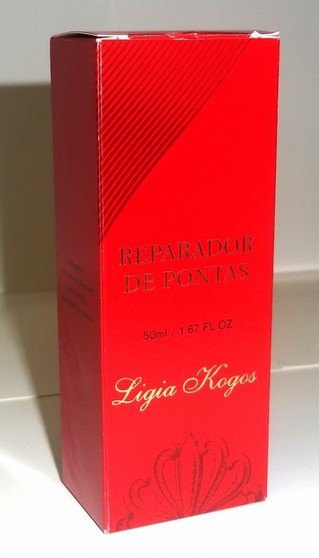 REPARADOR
DE PONTAS
50ml / 1.67 FL OZ
Ligia Kogos